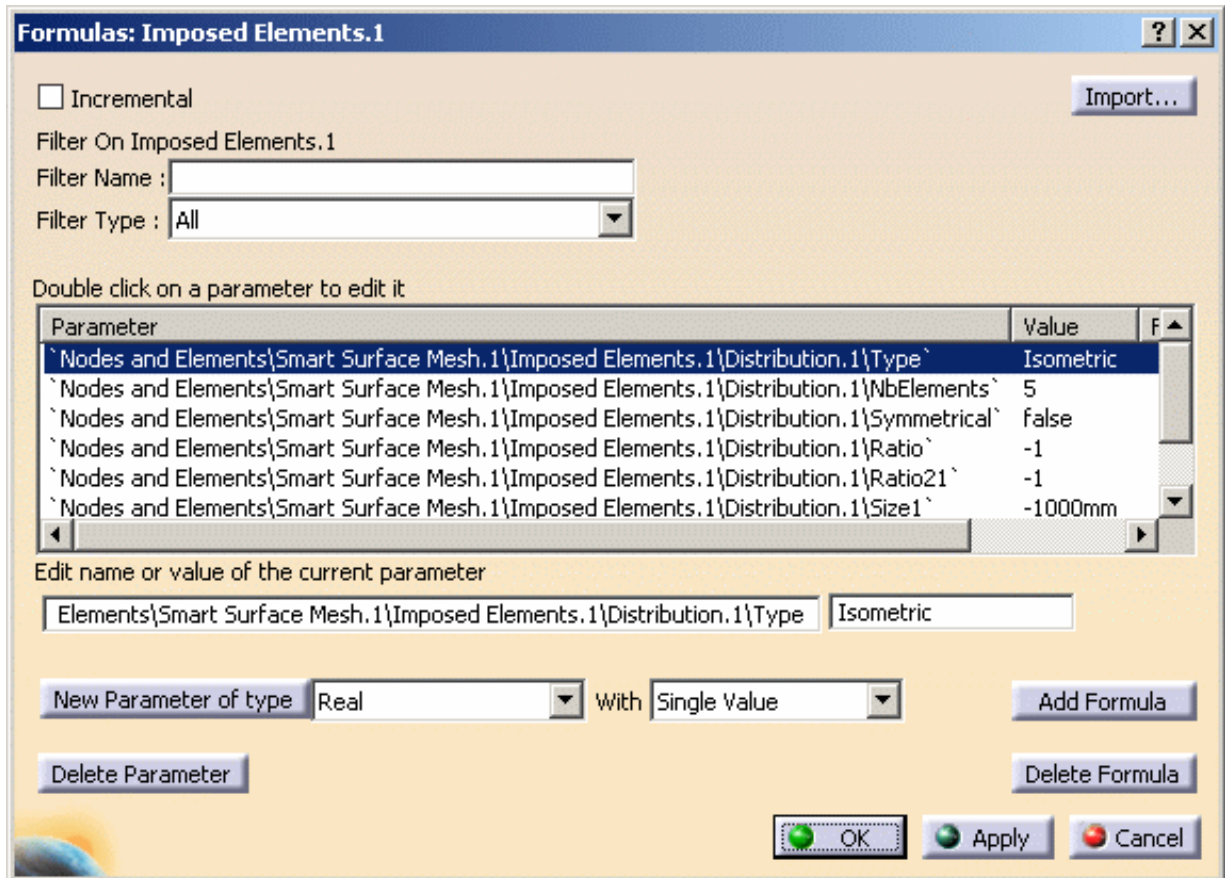 Formulas: Imposed Elements.1
Incremental
Import...
Filter On Imposed Elements.1
Filter Name :
Filter Type : All
Double click on a parameter to edit it
Parameter Value F
`Nodes and Elements\Smart Surface Mesh.1\Imposed Elements.1\Distribution.1\Type` Isometric
`Nodes and Elements\Smart Surface Mesh.1\Imposed Elements.1\Distribution.1\NbElements` 5
`Nodes and Elements\Smart Surface Mesh.1\Imposed Elements.1\Distribution.1\Symmetrical` false
`Nodes and Elements\Smart Surface Mesh.1\Imposed Elements.1\Distribution.1\Ratio` -1
`Nodes and Elements\Smart Surface Mesh.1\Imposed Elements.1\Distribution.1\Ratio21` -1
`Nodes and Elements\Smart Surface Mesh.1\Imposed Elements.1\Distribution.1\Size1` -1000mm
Edit name or value of the current parameter
Elements\Smart Surface Mesh.1\Imposed Elements.1\Distribution.1\Type Isometric
New Parameter of type Real With Single Value Add Formula
Delete Parameter Delete Formula
OK Apply Cancel